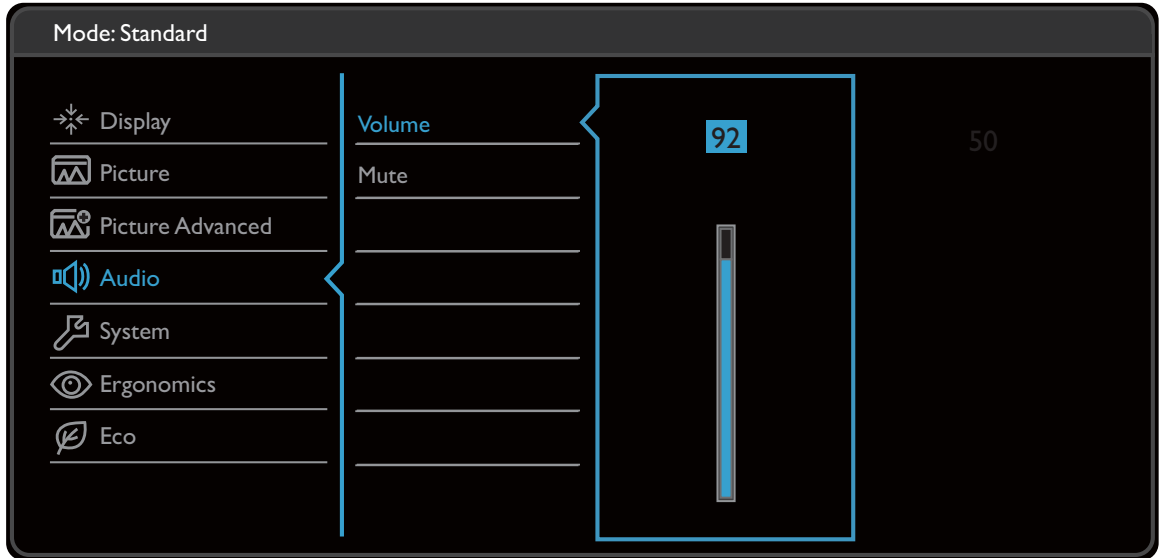 Mode: Standard
Display
Picture
Picture Advanced
Audio
System
Ergonomics
Eco
Volume
Mute
92
50